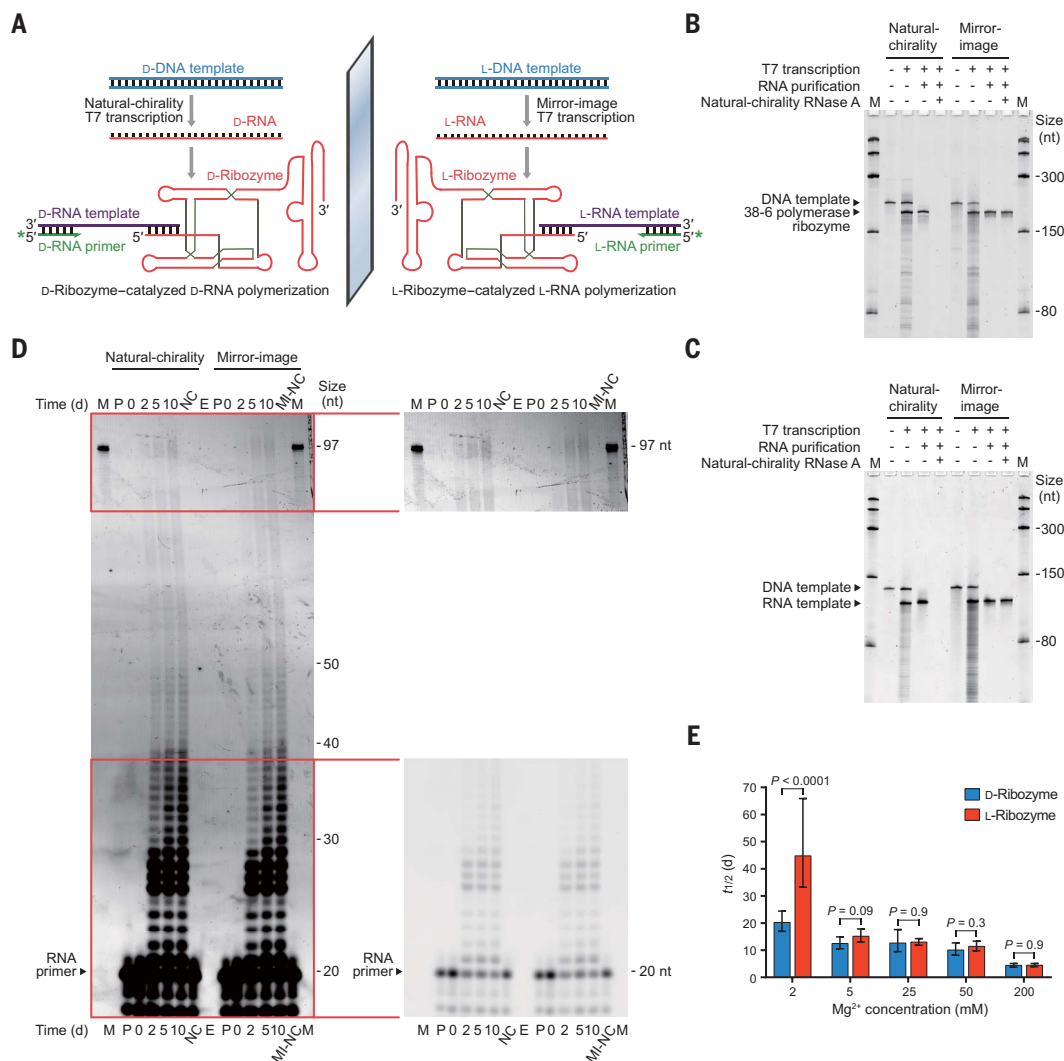 A
D-DNA template
Natural-chirality
T7 transcription
D-RNA
D-Ribozyme
3′
D-RNA template
3′
*5′
D-RNA primer
5′
D-Ribozyme–catalyzed D-RNA polymerization
L-DNA template
L-RNA
Mirror-image
T7 transcription
L-Ribozyme
3′
L-RNA template
5′
3′
5′*
L-RNA primer
L-Ribozyme–catalyzed L-RNA polymerization
B
Natural-
chirality
Mirror-
image
T7 transcription - + + + - + + +
RNA purification + + + +
Natural-chirality RNase A - + - +
M
M
Size
(nt)
-300
DNA template
38-6 polymerase
ribozyme
-150
-80
C
Natural-
chirality
Mirror-
image
T7 transcription - + + + - + + +
RNA purification + + + +
Natural-chirality RNase A - + - +
M
M
Size
(nt)
-300
-150
DNA template
RNA template
-80
D
Natural-chirality
Mirror-image
Size
(nt)
Time (d) M P 0 2 5 10 NC E P 0 2 5 10 MI-NC M
- 97
- 50
- 40
- 30
RNA
primer
- 20
Time (d) M P 0 2 5 10 NC E P 0 2 5 10 MI-NC M
M P 0 2 5 10 NC E P 0 2 5 10 MI-NC M
- 97 nt
RNA
primer
- 20 nt
M P 0 2 5 10 NC E P 0 2 5 10 MI-NC M
E
P < 0.0001
D-Ribozyme
L-Ribozyme
P = 0.09
P = 0.9
P = 0.3
P = 0.9
t1/2 (d)
70
60
50
40
30
20
10
0
2 5 25 50 200
Mg²⁺ concentration (mM)